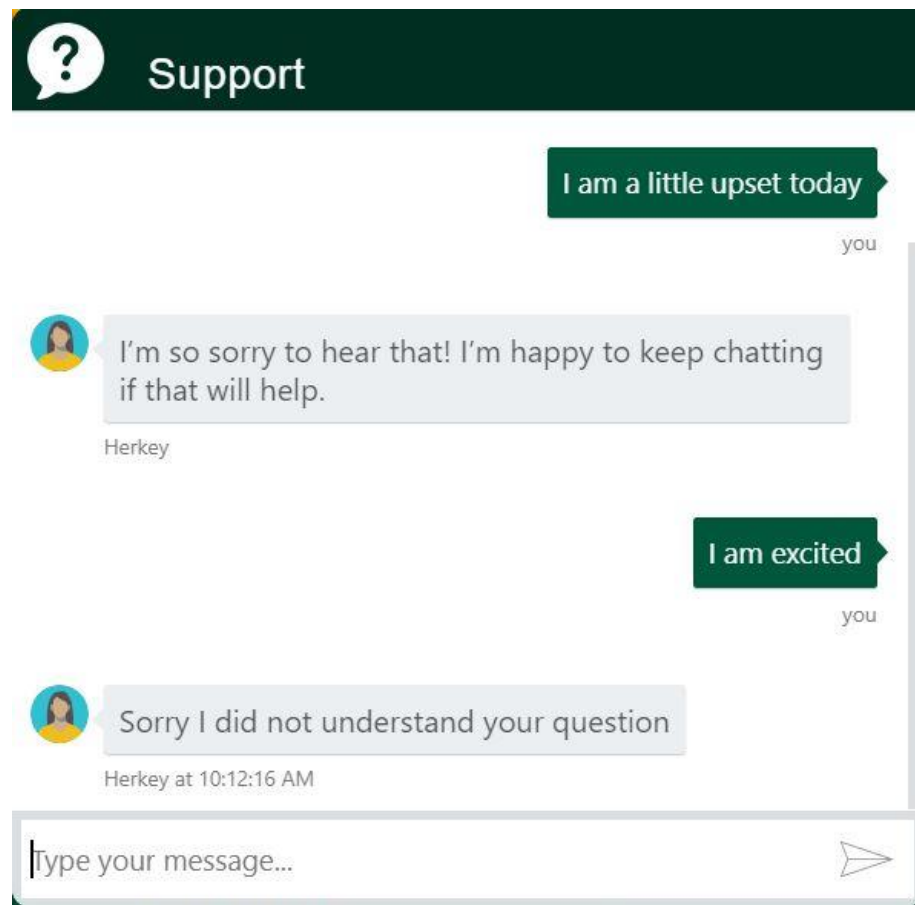 ?
Support
I am a little upset today
you
I’m so sorry to hear that! I’m happy to keep chatting
if that will help.
Herkey
I am excited
you
Sorry I did not understand your question
Herkey at 10:12:16 AM
Type your message...